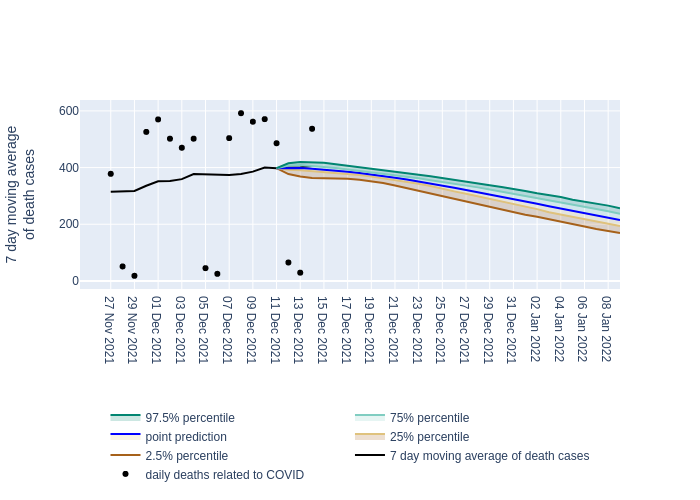 7 day moving average
of death cases
600
400
200
0
27 Nov 2021
29 Nov 2021
01 Dec 2021
03 Dec 2021
05 Dec 2021
07 Dec 2021
09 Dec 2021
11 Dec 2021
13 Dec 2021
15 Dec 2021
17 Dec 2021
19 Dec 2021
21 Dec 2021
23 Dec 2021
25 Dec 2021
27 Dec 2021
29 Dec 2021
31 Dec 2021
02 Jan 2022
04 Jan 2022
06 Jan 2022
08 Jan 2022
97.5% percentile
75% percentile
point prediction
25% percentile
2.5% percentile
7 day moving average of death cases
daily deaths related to COVID